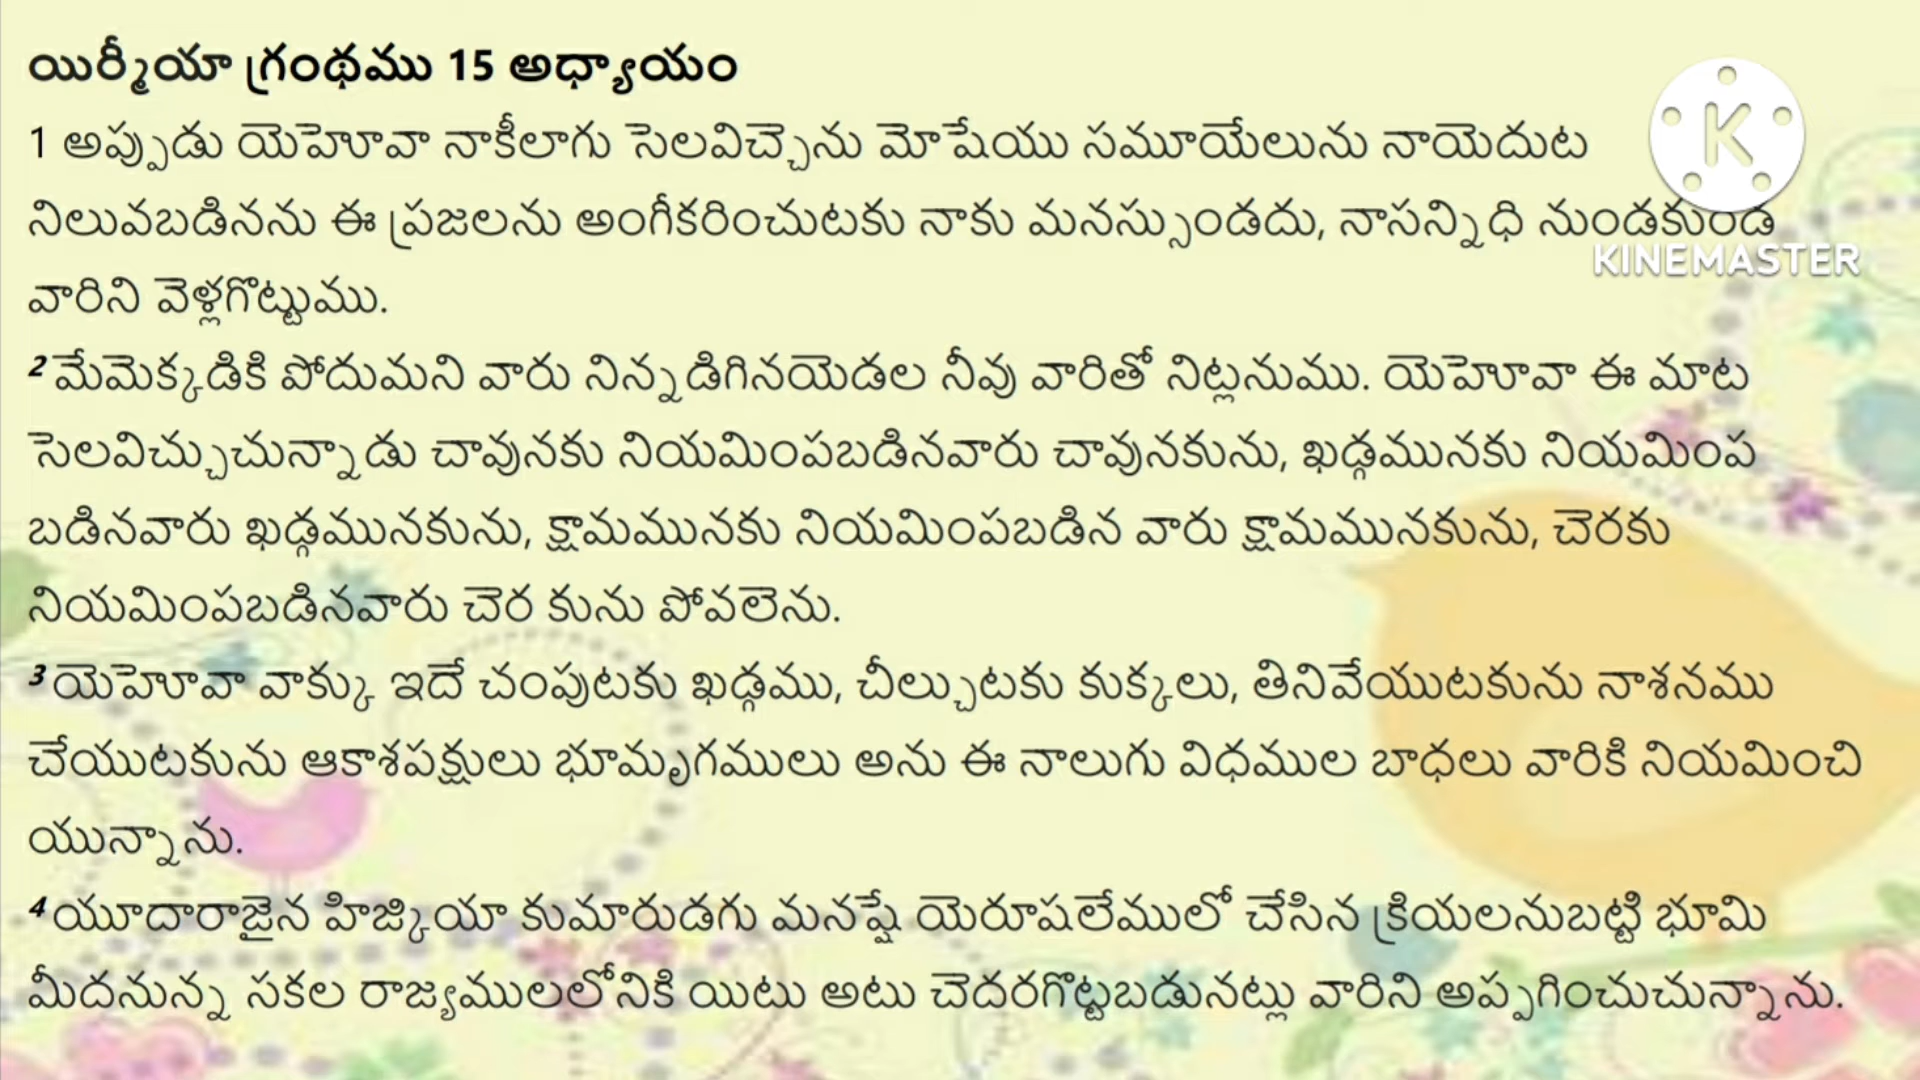 యిర్మీయా గ్రంథము 15 అధ్యాయం
1 అప్పుడు యెహోవా నాకీలాగు సెలవిచ్చెను మోషేయు సమూయేలును నాయెదుట
నిలువబడినను ఈ ప్రజలను అంగీకరించుటకు నాకు మనస్సుండదు, నాసన్నిధి నుండకుండ
వారిని వెళ్లగొట్టుము.
2 మేమెక్కడికి పోదుమని వారు నిన్నడిగినయెడల నీవు వారితో నిట్లనుము. యెహోవా ఈ మాట
సెలవిచ్చుచున్నాడు చావునకు నియమింపబడినవారు చావునకును, ఖడ్గమునకు నియమింప
బడినవారు ఖడ్గమునకును, క్షామమునకు నియమింపబడిన వారు క్షామమునకును, చెరకు
నియమింపబడినవారు చెర కును పోవలెను.
3 యెహోవా వాక్కు ఇదే చంపుటకు ఖడ్గము, చీల్చుటకు కుక్కలు, తినివేయుటకును నాశనము
చేయుటకును ఆకాశపక్షులు భూమృగములు అను ఈ నాలుగు విధముల బాధలు వారికి నియమించి
యున్నాను.
4 యూదారాజైన హిజ్కియా కుమారుడగు మనష్షే యెరూషలేములో చేసిన క్రియలనుబట్టి భూమి
మీదనున్న సకల రాజ్యములలోనికి యిటు అటు చెదరగొట్టబడునట్లు వారిని అప్పగించుచున్నాను.
K
KINEMASTER